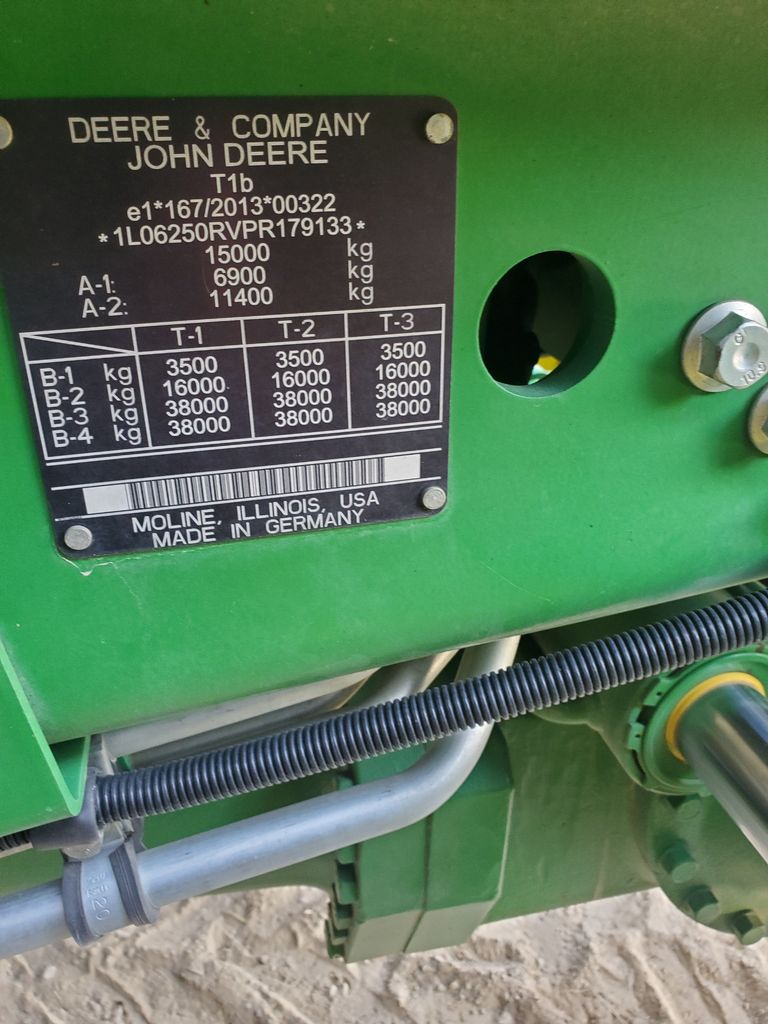 DEERE & COMPANY
JOHN DEERE
T1b
e1*167/2013*00322
*1L06250RVPR179133*
15000 kg
A-1: 6900 kg
A-2: 11400 kg
T-1 T-2 T-3
B-1 kg 3500 3500 3500
B-2 kg 16000 16000 16000
B-3 kg 38000 38000 38000
B-4 kg 38000 38000 38000
MOLINE, ILLINOIS, USA
MADE IN GERMANY
10.9